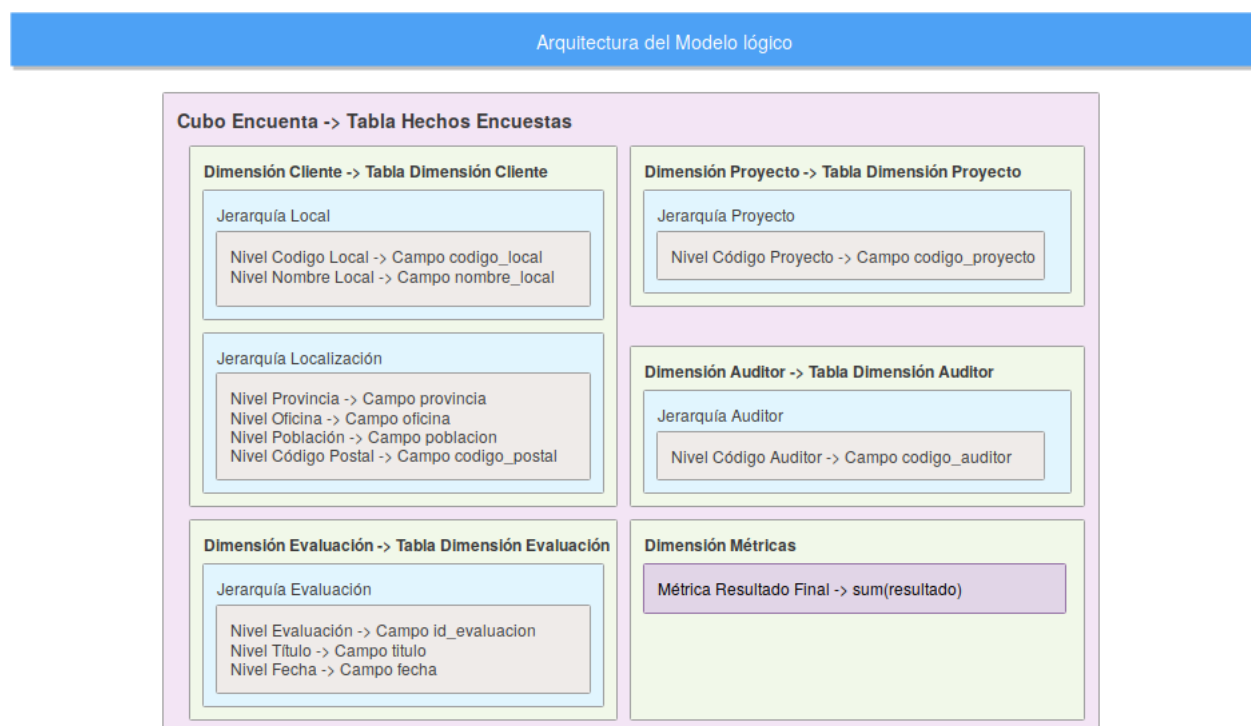 Arquitectura del Modelo lógico
Cubo Encuenta -> Tabla Hechos Encuestas
Dimensión Cliente -> Tabla Dimensión Cliente
Jerarquía Local
Nivel Codigo Local -> Campo codigo_local
Nivel Nombre Local -> Campo nombre_local
Jerarquía Localización
Nivel Provincia -> Campo provincia
Nivel Oficina -> Campo oficina
Nivel Población -> Campo poblacion
Nivel Código Postal -> Campo codigo_postal
Dimensión Proyecto -> Tabla Dimensión Proyecto
Jerarquía Proyecto
Nivel Código Proyecto -> Campo codigo_proyecto
Dimensión Auditor -> Tabla Dimensión Auditor
Jerarquía Auditor
Nivel Código Auditor -> Campo codigo_auditor
Dimensión Evaluación -> Tabla Dimensión Evaluación
Jerarquía Evaluación
Nivel Evaluación -> Campo id_evaluacion
Nivel Título -> Campo titulo
Nivel Fecha -> Campo fecha
Dimensión Métricas
Métrica Resultado Final -> sum(resultado)